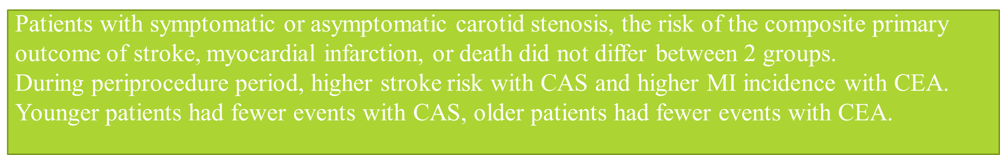 Patients with symptomatic or asymptomatic carotid stenosis, the risk of the composite primary
outcome of stroke, myocardial infarction, or death did not differ between 2 groups.
During periprocedure period, higher stroke risk with CAS and higher MI incidence with CEA.
Younger patients had fewer events with CAS, older patients had fewer events with CEA.